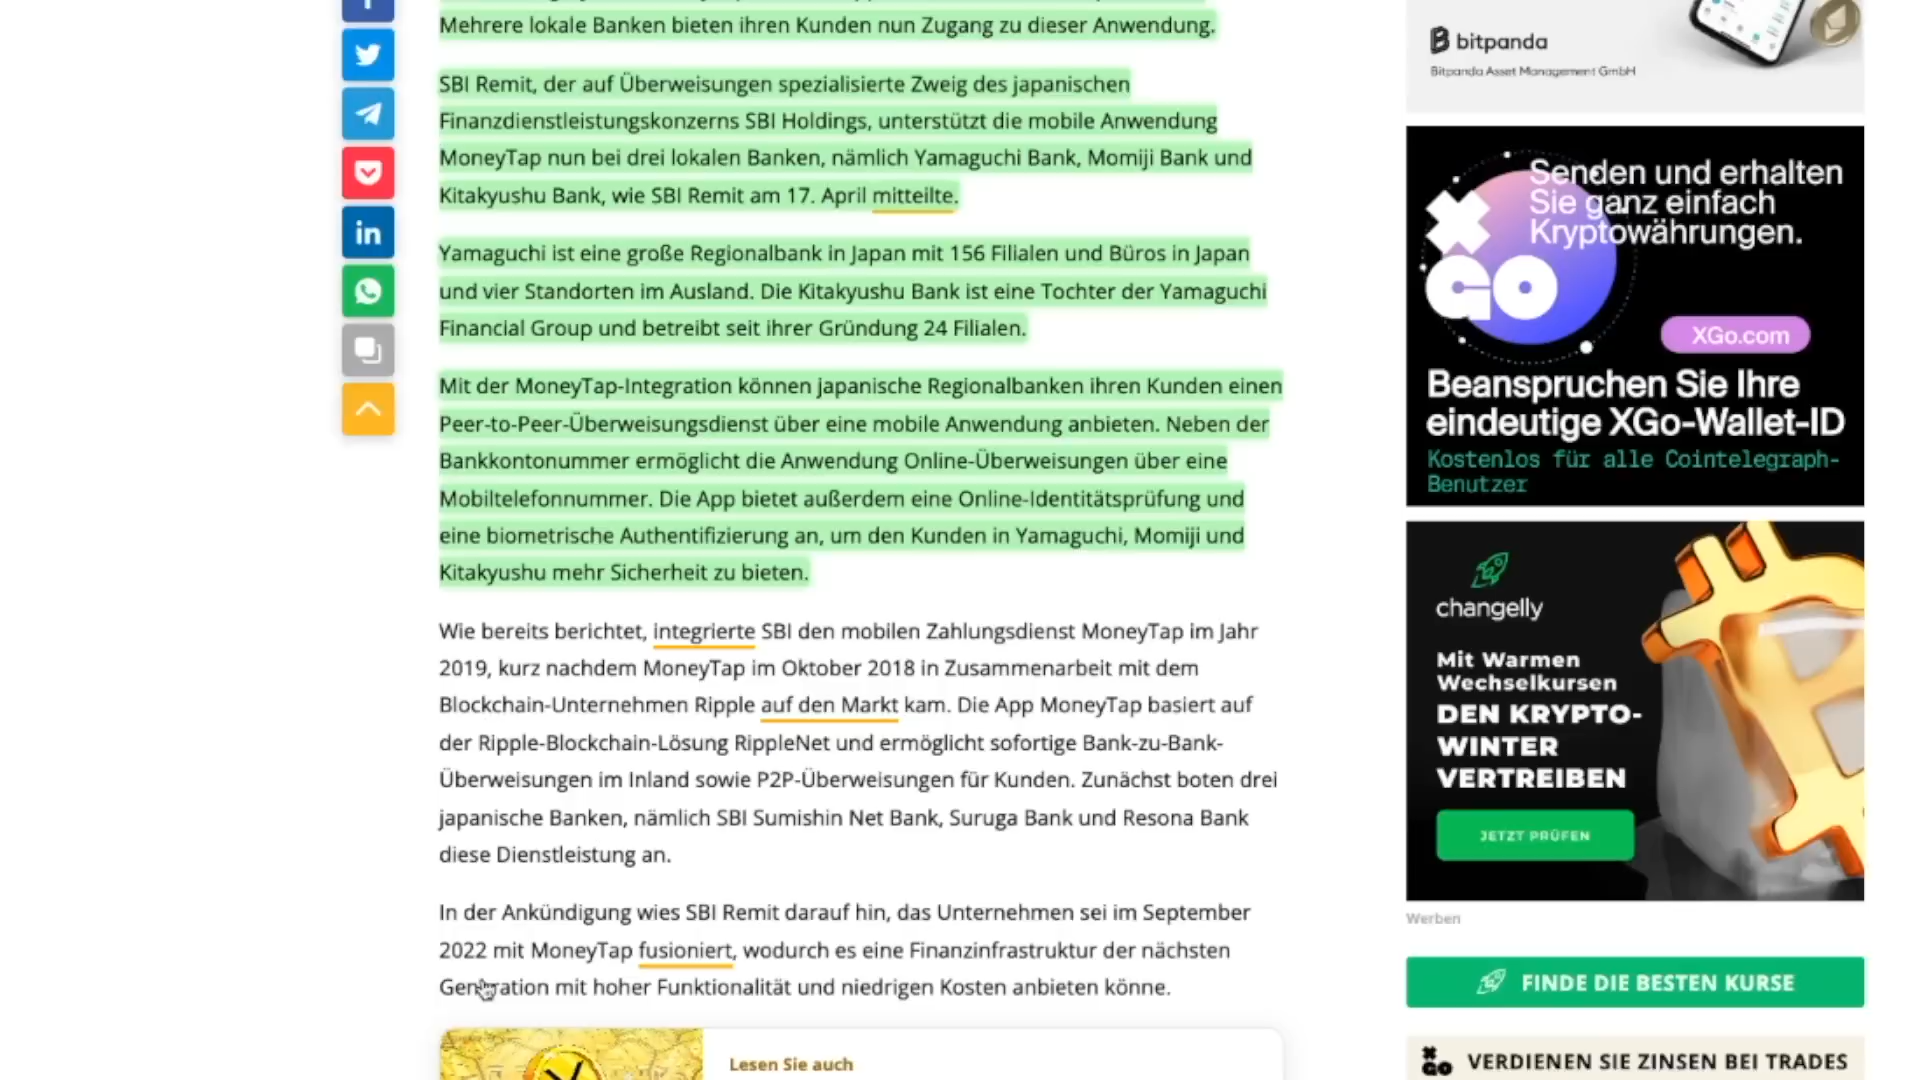 Mehrere lokale Banken bieten ihren Kunden nun Zugang zu dieser Anwendung.
SBI Remit, der auf Überweisungen spezialisierte Zweig des japanischen
Finanzdienstleistungskonzerns SBI Holdings, unterstützt die mobile Anwendung
MoneyTap nun bei drei lokalen Banken, nämlich Yamaguchi Bank, Momiji Bank und
Kitakyushu Bank, wie SBI Remit am 17. April mitteilte.
Yamaguchi ist eine große Regionalbank in Japan mit 156 Filialen und Büros in Japan
und vier Standorten im Ausland. Die Kitakyushu Bank ist eine Tochter der Yamaguchi
Financial Group und betreibt seit ihrer Gründung 24 Filialen.
Mit der MoneyTap-Integration können japanische Regionalbanken ihren Kunden einen
Peer-to-Peer-Überweisungsdienst über eine mobile Anwendung anbieten. Neben der
Bankkontonummer ermöglicht die Anwendung Online-Überweisungen über eine
Mobiltelefonnummer. Die App bietet außerdem eine Online-Identitätsprüfung und
eine biometrische Authentifizierung an, um den Kunden in Yamaguchi, Momiji und
Kitakyushu mehr Sicherheit zu bieten.
Wie bereits berichtet, integrierte SBI den mobilen Zahlungsdienst MoneyTap im Jahr
2019, kurz nachdem MoneyTap im Oktober 2018 in Zusammenarbeit mit dem
Blockchain-Unternehmen Ripple auf den Markt kam. Die App MoneyTap basiert auf
der Ripple-Blockchain-Lösung RippleNet und ermöglicht sofortige Bank-zu-Bank-
Überweisungen im Inland sowie P2P-Überweisungen für Kunden. Zunächst boten drei
japanische Banken, nämlich SBI Sumishin Net Bank, Suruga Bank und Resona Bank
diese Dienstleistung an.
In der Ankündigung wies SBI Remit darauf hin, das Unternehmen sei im September
2022 mit MoneyTap fusioniert, wodurch es eine Finanzinfrastruktur der nächsten
Generation mit hoher Funktionalität und niedrigen Kosten anbieten könne.
Lesen Sie auch
bitpanda
Bitpanda Asset Management GmbH
Senden und erhalten
Sie ganz einfach
Kryptowährungen.
XGO
XGo.com
Beanspruchen Sie Ihre
eindeutige XGo-Wallet-ID
Kostenlos für alle Cointelegraph-
Benutzer
changelly
Mit Warmen
Wechselkursen
DEN KRYPTO-
WINTER
VERTREIBEN
JETZT PRÜFEN
Werben
FINDE DIE BESTEN KURSE
XGO VERDIENEN SIE ZINSEN BEI TRADES